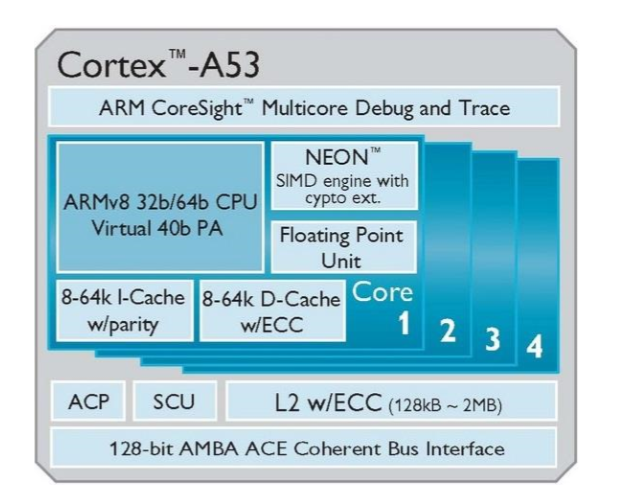 Cortex™-A53
ARM CoreSight™ Multicore Debug and Trace
ARMv8 32b/64b CPU
Virtual 40b PA
NEON™
SIMD engine with
cypto ext.
Floating Point
Unit
8-64k I-Cache
w/parity
8-64k D-Cache
w/ECC
Core
1
2
3
4
ACP
SCU
L2 w/ECC (128kB ~ 2MB)
128-bit AMBA ACE Coherent Bus Interface